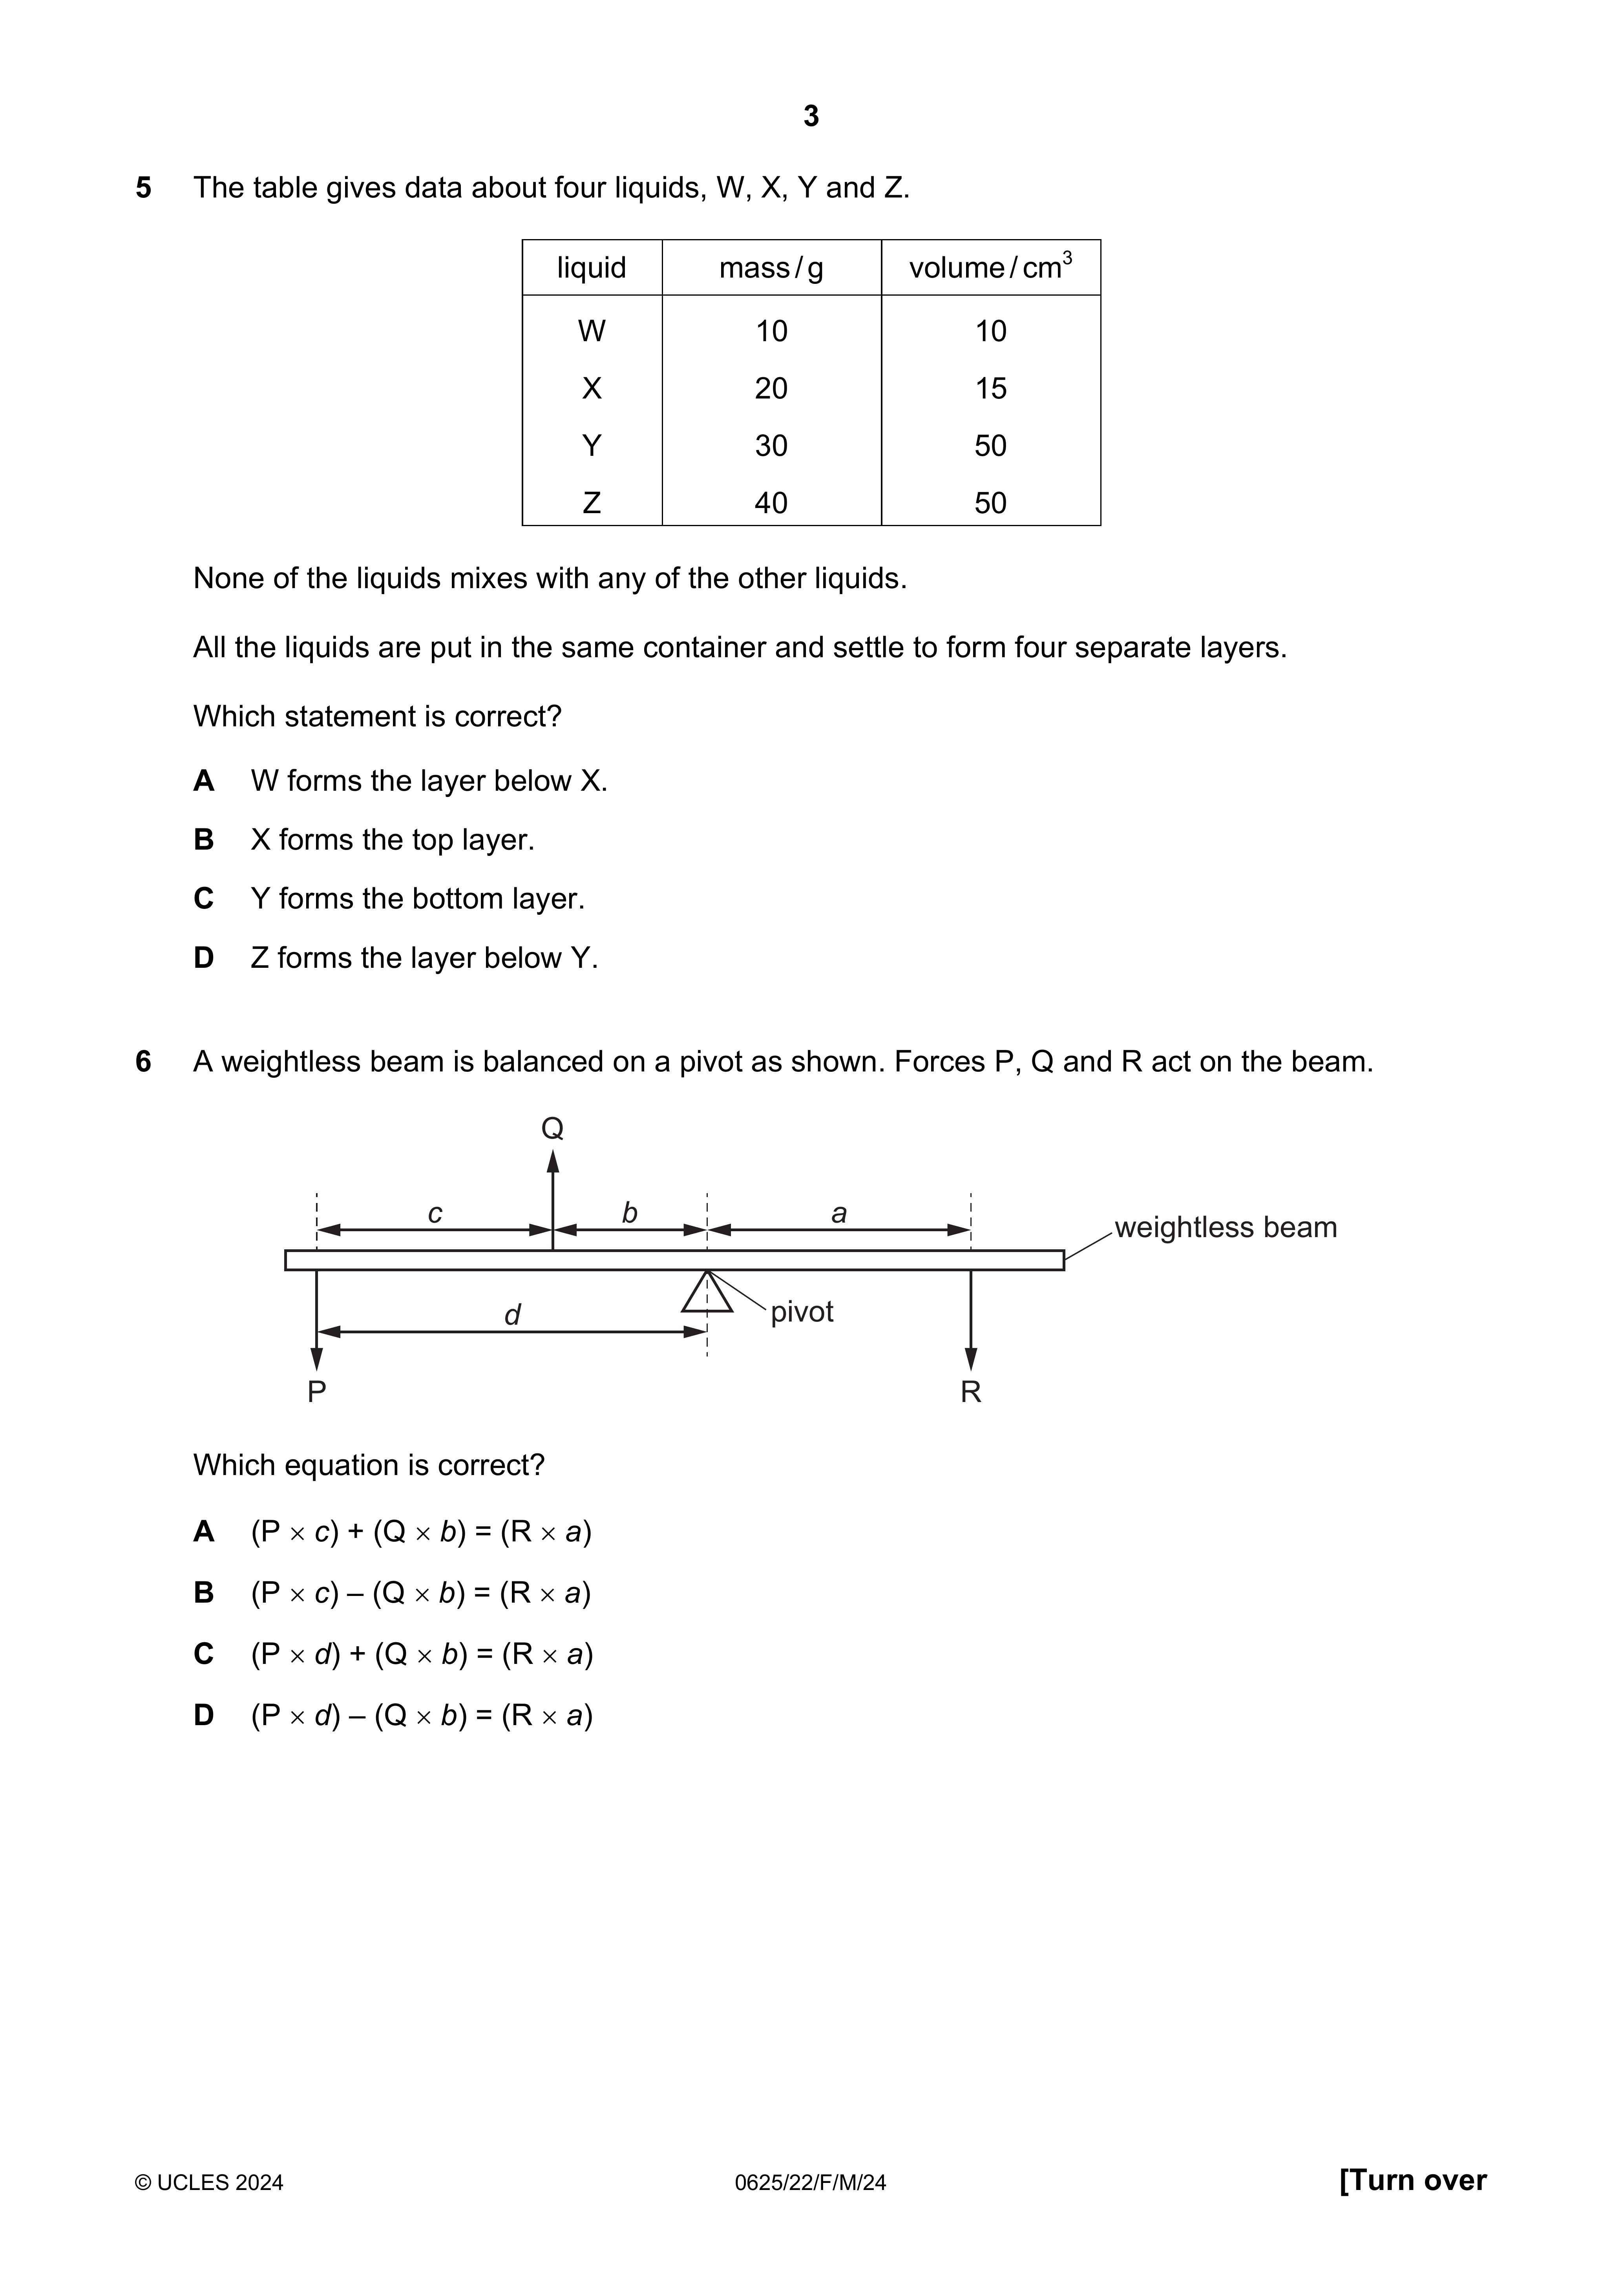 3
5 The table gives data about four liquids, W, X, Y and Z.
liquid mass / g volume / cm³
W 10 10
X 20 15
Y 30 50
Z 40 50
None of the liquids mixes with any of the other liquids.
All the liquids are put in the same container and settle to form four separate layers.
Which statement is correct?
A W forms the layer below X.
B X forms the top layer.
C Y forms the bottom layer.
D Z forms the layer below Y.
6 A weightless beam is balanced on a pivot as shown. Forces P, Q and R act on the beam.
Q
c b a
weightless beam
d pivot
P R
Which equation is correct?
A (P × c) + (Q × b) = (R × a)
B (P × c) – (Q × b) = (R × a)
C (P × d) + (Q × b) = (R × a)
D (P × d) – (Q × b) = (R × a)
© UCLES 2024 0625/22/F/M/24 [Turn over